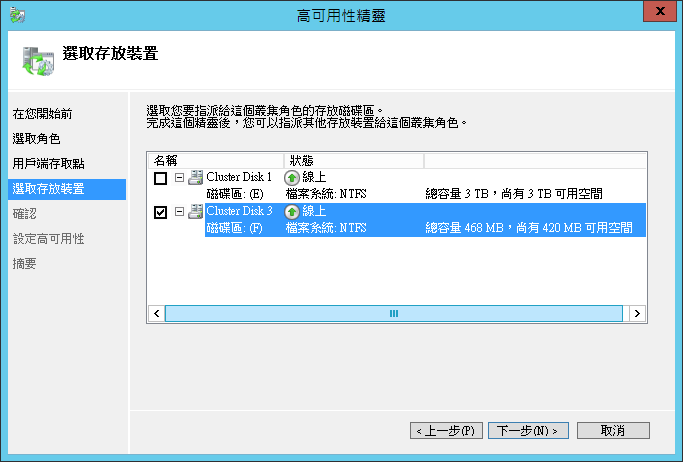 高可用性精靈
選取存放裝置
在您開始前
選取角色
用戶端存取點
選取存放裝置
確認
設定高可用性
摘要
選取您要指派給這個叢集角色的存放磁碟區。
完成這個精靈後，您可以指派其他存放裝置給這個叢集角色。
名稱 狀態
Cluster Disk 1 線上
磁碟區: (E) 檔案系統: NTFS 總容量 3 TB，尚有 3 TB 可用空間
Cluster Disk 3 線上
磁碟區: (F) 檔案系統: NTFS 總容量 468 MB，尚有 420 MB 可用空間
< 上一步(P) 下一步(N) > 取消